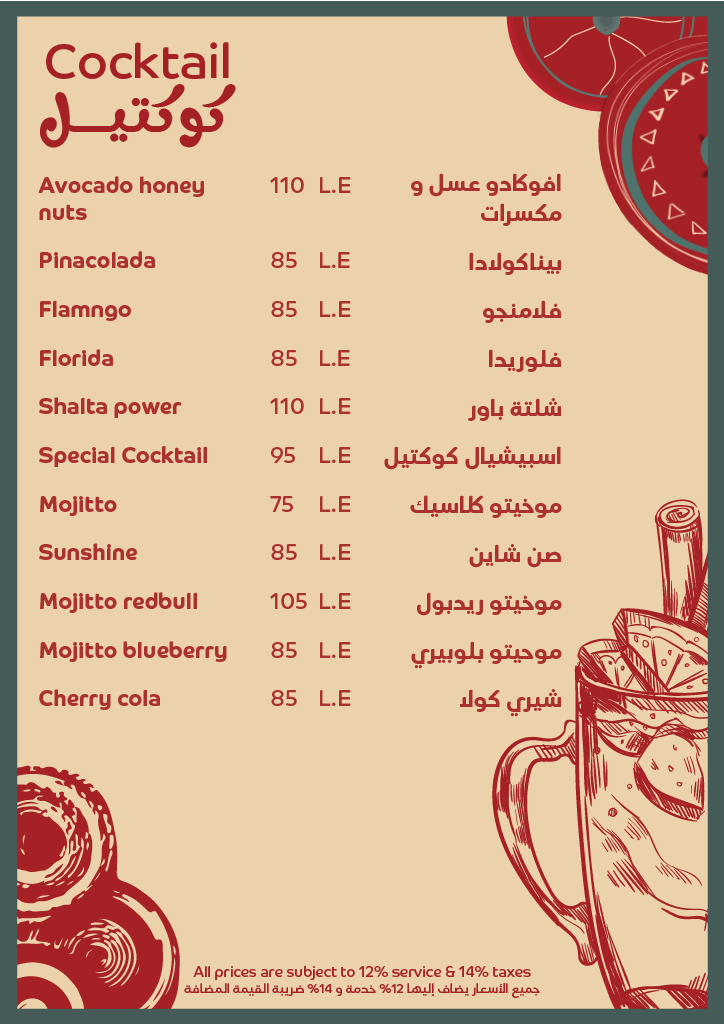 Cocktail
كوكتيل
Avocado honey 110 L.E افوكادو عسل و
nuts مكسرات
Pinacolada 85 L.E بيناكولادا
Flamngo 85 L.E فلامنجو
Florida 85 L.E فلوريدا
Shalta power 110 L.E شلتة باور
Special Cocktail 95 L.E اسبيشيال كوكتيل
Mojitto 75 L.E موخيتو كلاسيك
Sunshine 85 L.E صن شاين
Mojitto redbull 105 L.E موخيتو ريدبول
Mojitto blueberry 85 L.E موحيتو بلوبيري
Cherry cola 85 L.E شيري كولا
All prices are subject to 12% service & 14% taxes
جميع الأسعار يضاف إليها 12% خدمة و 14% ضريبة القيمة المضافة